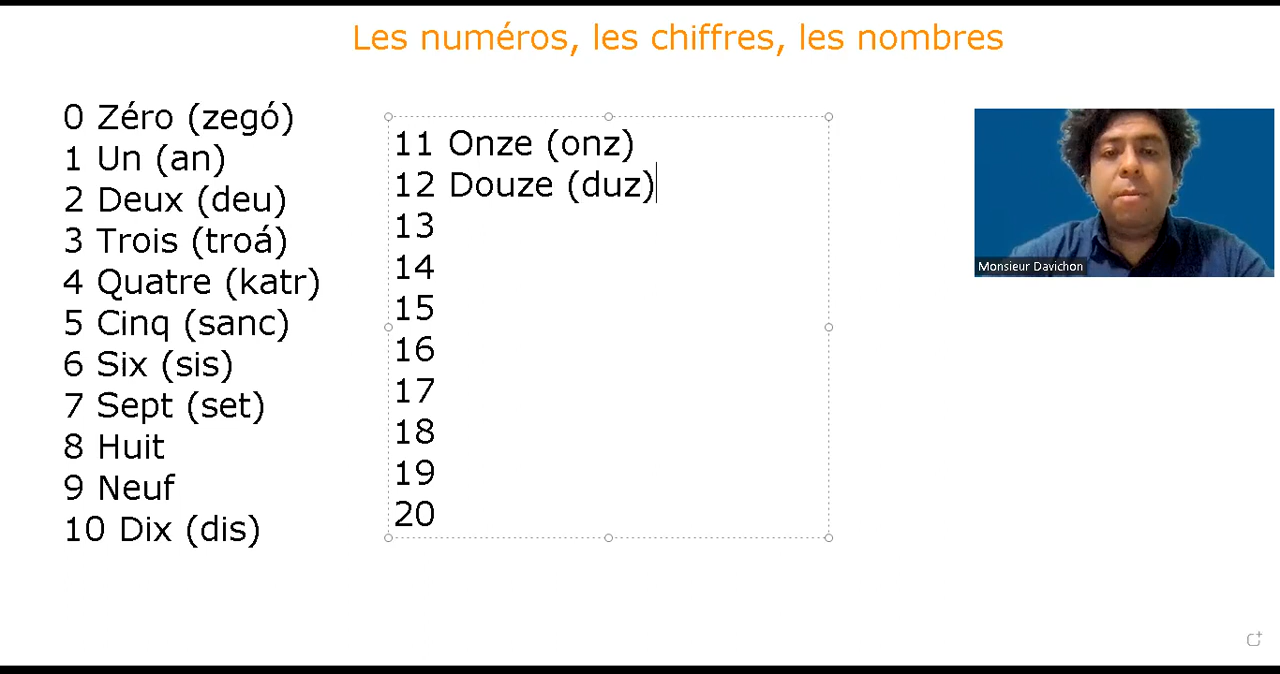 Les numéros, les chiffres, les nombres
0 Zéro (zegó)
1 Un (an)
2 Deux (deu)
3 Trois (troá)
4 Quatre (katr)
5 Cinq (sanc)
6 Six (sis)
7 Sept (set)
8 Huit
9 Neuf
10 Dix (dis)
11 Onze (onz)
12 Douze (duz)
13
14
15
16
17
18
19
20
Monsieur Davichon